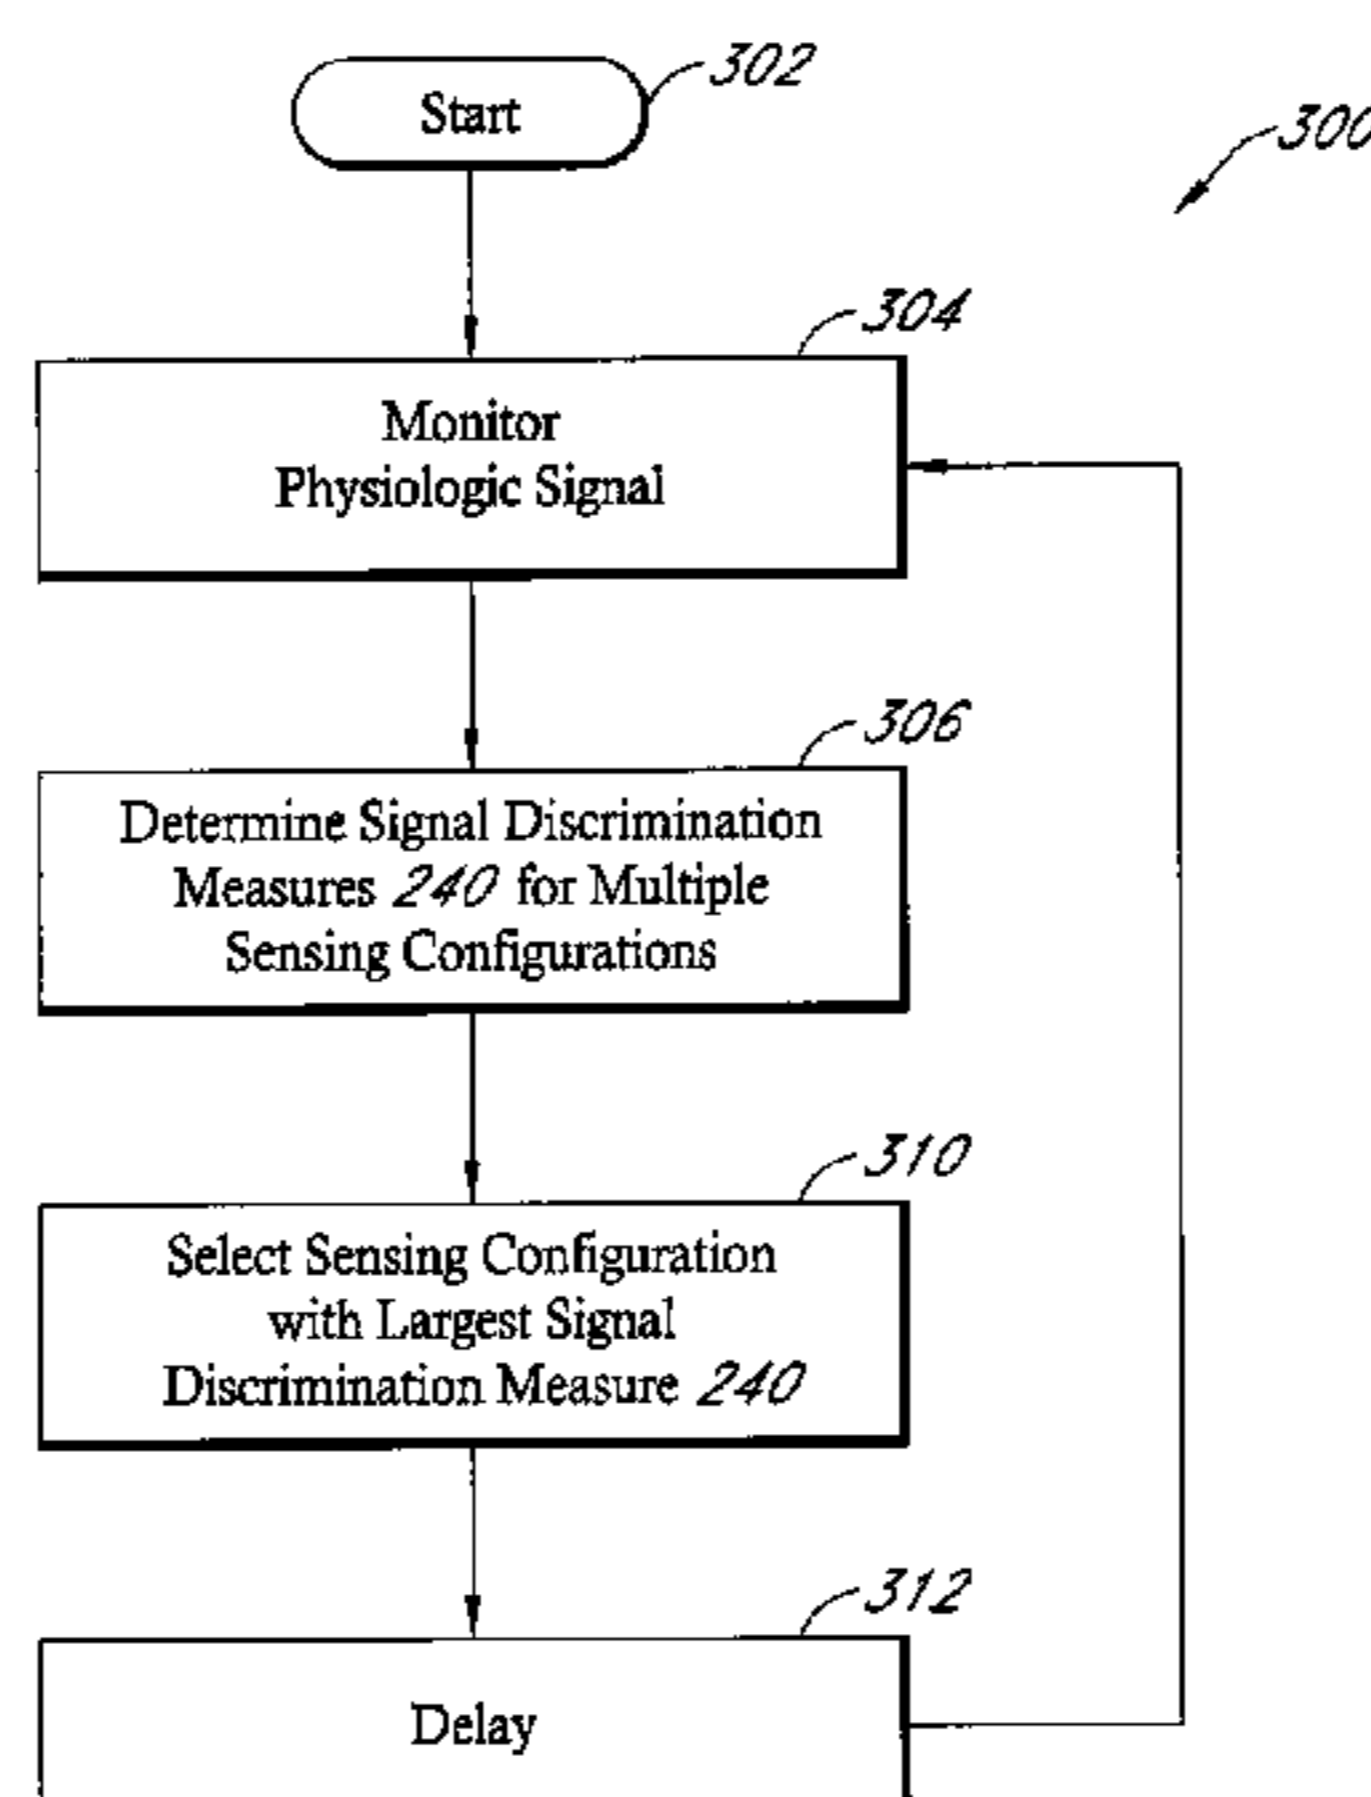 302
Start
300
304
Monitor
Physiologic Signal
306
Determine Signal Discrimination
Measures 240 for Multiple
Sensing Configurations
310
Select Sensing Configuration
with Largest Signal
Discrimination Measure 240
312
Delay